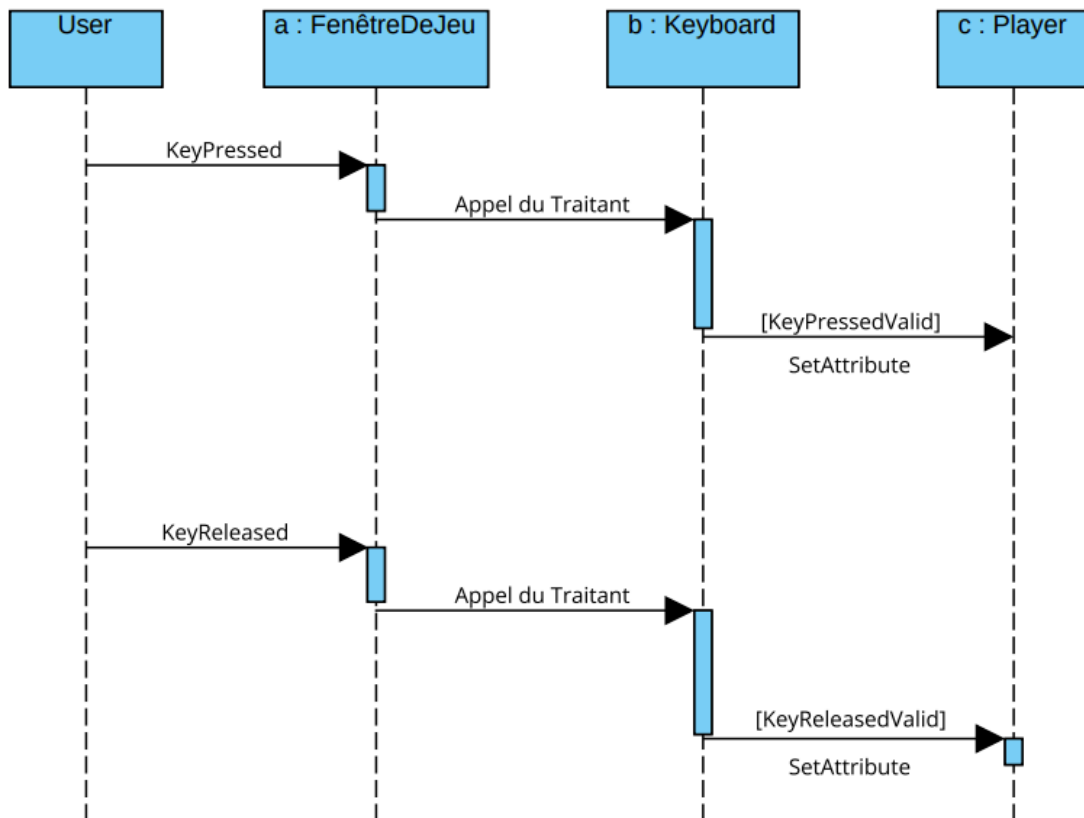 User
a : FenêtreDeJeu
b : Keyboard
c : Player
KeyPressed
Appel du Traitant
[KeyPressedValid]
SetAttribute
KeyReleased
Appel du Traitant
[KeyReleasedValid]
SetAttribute